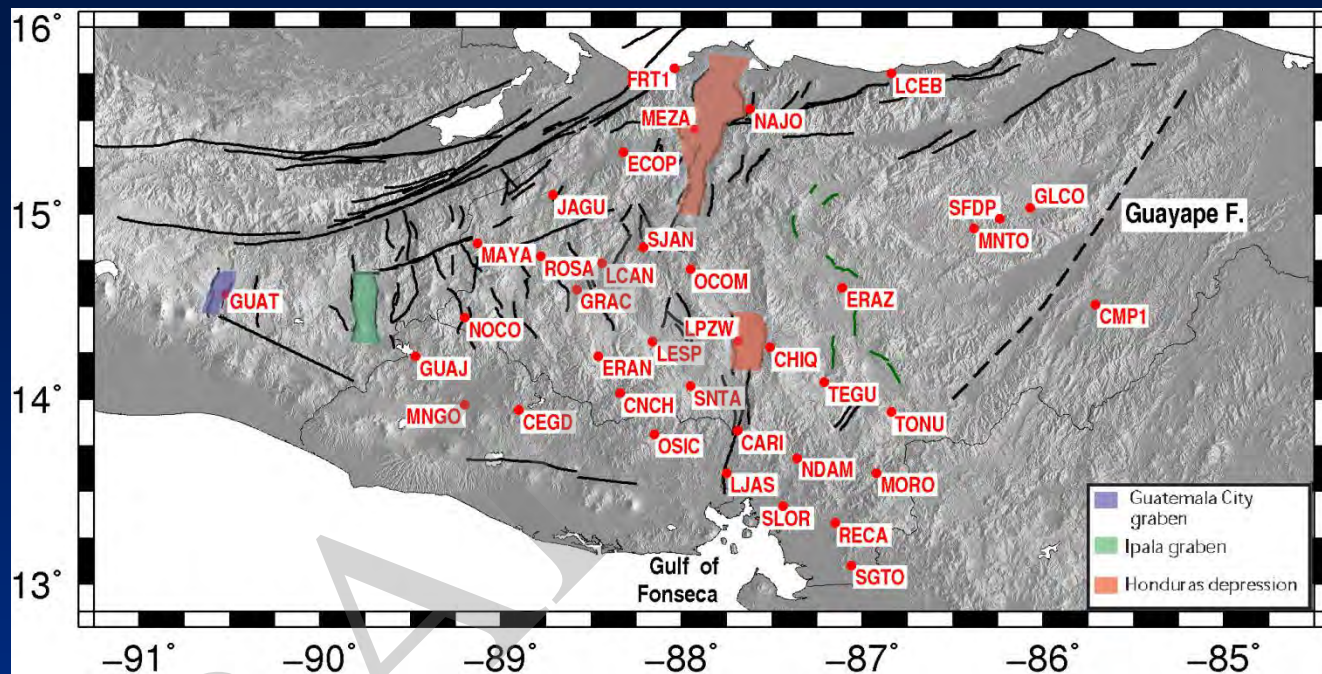 16°
15°
14°
13°
−91°
−90°
−89°
−88°
−87°
−86°
−85°
FRT1
LCEB
MEZA
NAJO
ECOP
JAGU
GLCO
SFDP
MNTO
Guayape F.
SJAN
MAYA
ROSA
LCAN
OCOM
GUAT
GRAC
ERAZ
CMP1
NOCO
LPZW
LESP
CHIQ
GUAJ
ERAN
TEGU
CNCH
SNTA
MNGO
CEGD
TONU
OSIC
CARI
NDAM
LJAS
MORO
SLOR
RECA
SGTO
Gulf of
Fonseca
Guatemala City
graben
Ipala graben
Honduras depression